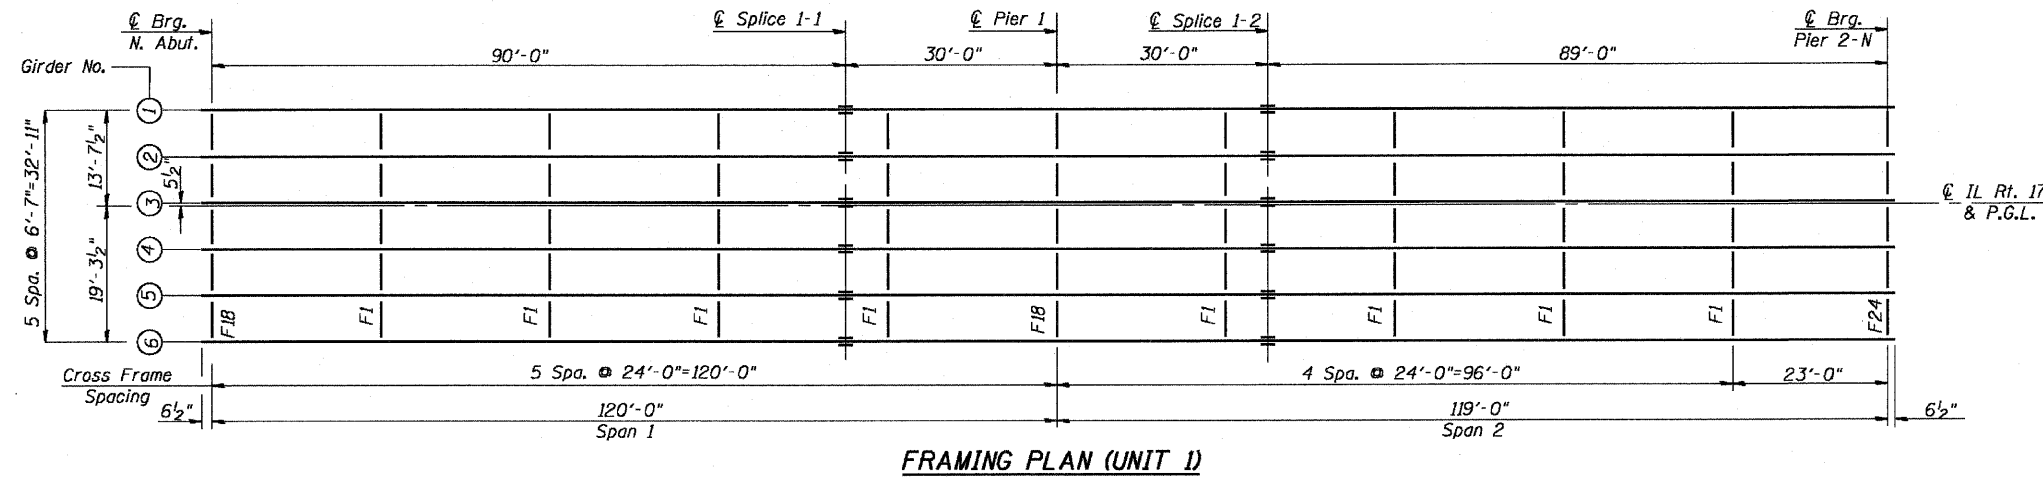 ℄ Brg.
N. Abut.
℄ Splice 1-1
℄ Pier 1
℄ Splice 1-2
℄ Brg.
Pier 2-N
90'-0"
30'-0"
30'-0"
89'-0"
Girder No.
1
2
3
4
5
6
5 Spa. @ 6'-7"=32'-11"
13'-7½"
19'-3½"
5½"
℄ IL Rt. 17
& P.G.L.
F18
F1
F1
F1
F1
F18
F1
F1
F1
F1
F24
Cross Frame
Spacing
5 Spa. @ 24'-0"=120'-0"
4 Spa. @ 24'-0"=96'-0"
23'-0"
6½"
120'-0"
Span 1
119'-0"
Span 2
6½"
FRAMING PLAN (UNIT 1)